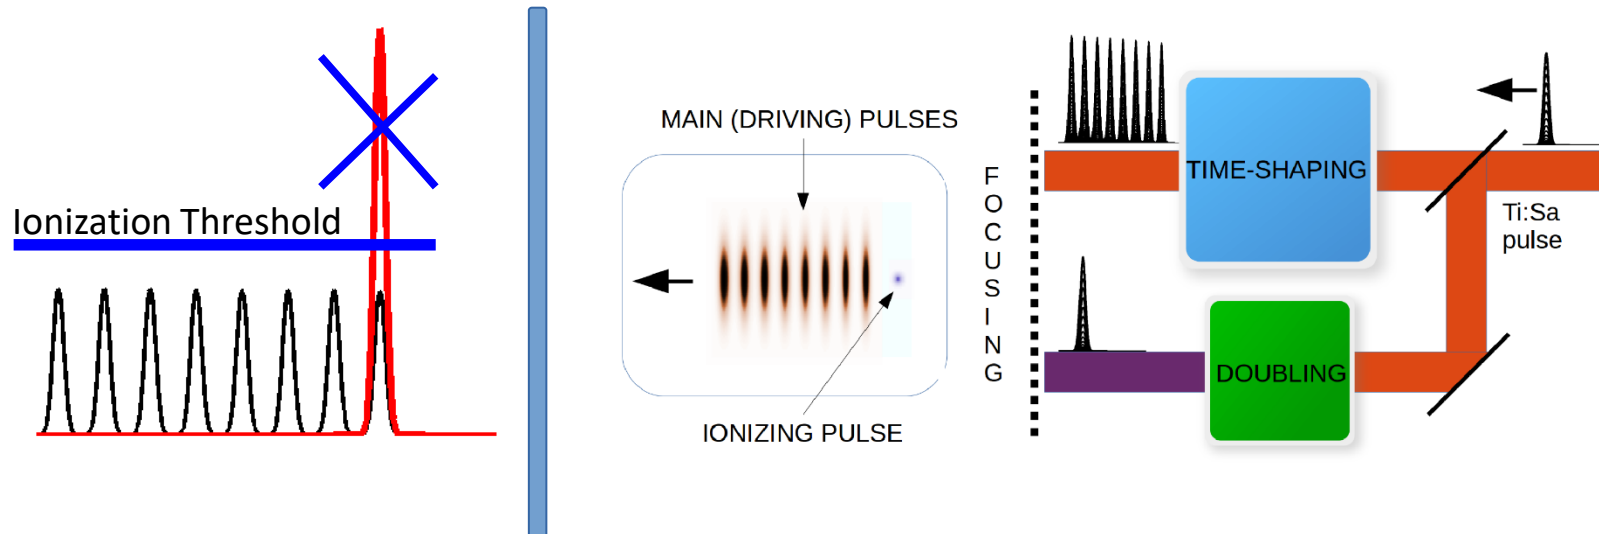 Ionization Threshold
MAIN (DRIVING) PULSES
IONIZING PULSE
FOCUSING
TIME-SHAPING
DOUBLING
Ti:Sa
pulse